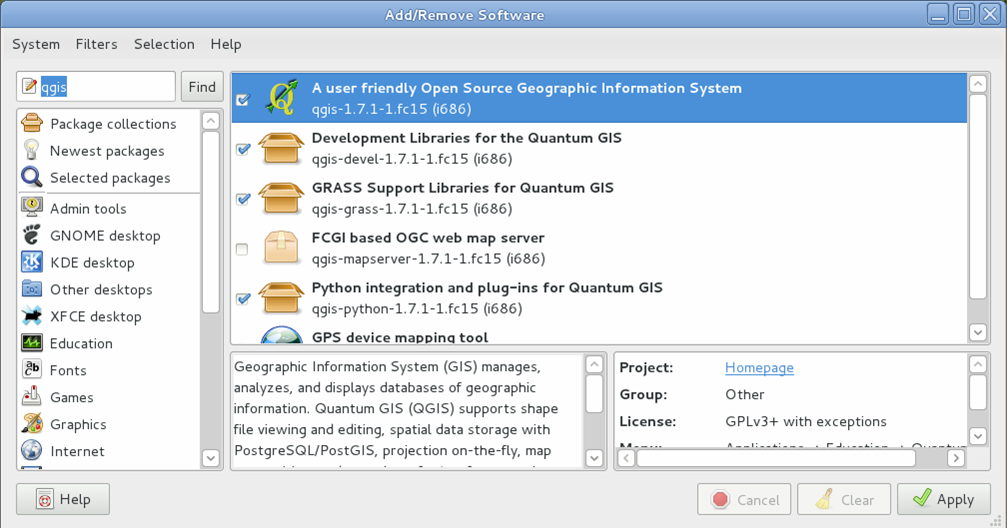 Add/Remove Software
System Filters Selection Help
qgis Find
Package collections
Newest packages
Selected packages
Admin tools
GNOME desktop
KDE desktop
Other desktops
XFCE desktop
Education
Fonts
Games
Graphics
Internet
A user friendly Open Source Geographic Information System
qgis-1.7.1-1.fc15 (i686)
Development Libraries for the Quantum GIS
qgis-devel-1.7.1-1.fc15 (i686)
GRASS Support Libraries for Quantum GIS
qgis-grass-1.7.1-1.fc15 (i686)
FCGI based OGC web map server
qgis-mapserver-1.7.1-1.fc15 (i686)
Python integration and plug-ins for Quantum GIS
qgis-python-1.7.1-1.fc15 (i686)
GPS device mapping tool
Geographic Information System (GIS) manages,
analyzes, and displays databases of geographic
information. Quantum GIS (QGIS) supports shape
file viewing and editing, spatial data storage with
PostgreSQL/PostGIS, projection on-the-fly, map
Project: Homepage
Group: Other
License: GPLv3+ with exceptions
Menu: Applications → Education → Quantum
Help Cancel Clear Apply